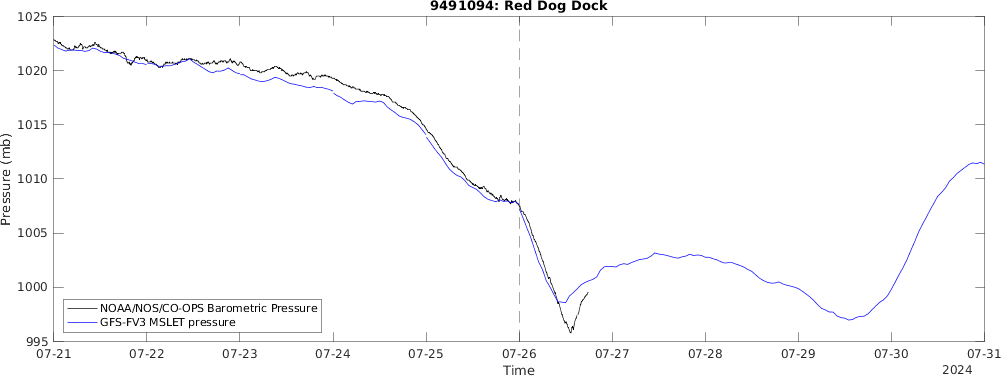 9491094: Red Dog Dock
1025
1020
1015
1010
1005
1000
995
Pressure (mb)
NOAA/NOS/CO-OPS Barometric Pressure
GFS-FV3 MSLET pressure
07-21 07-22 07-23 07-24 07-25 07-26 07-27 07-28 07-29 07-30 07-31
Time
2024